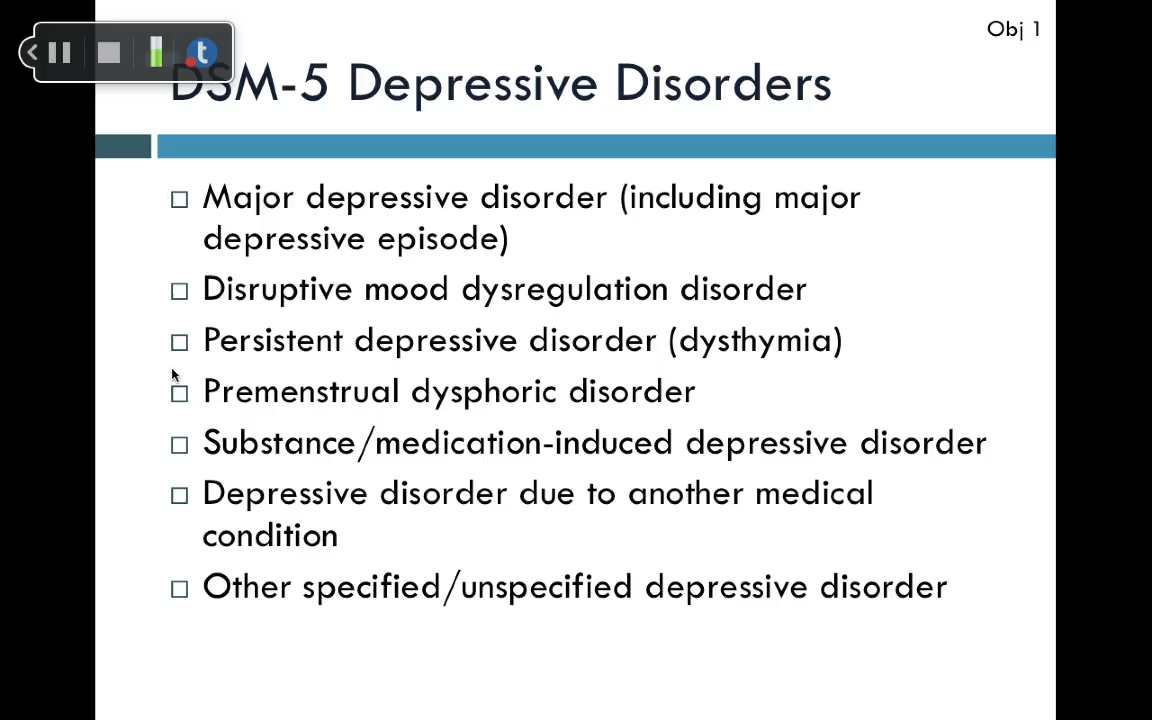 Obj 1
DSM-5 Depressive Disorders
Major depressive disorder (including major
depressive episode)
Disruptive mood dysregulation disorder
Persistent depressive disorder (dysthymia)
Premenstrual dysphoric disorder
Substance/medication-induced depressive disorder
Depressive disorder due to another medical
condition
Other specified/unspecified depressive disorder